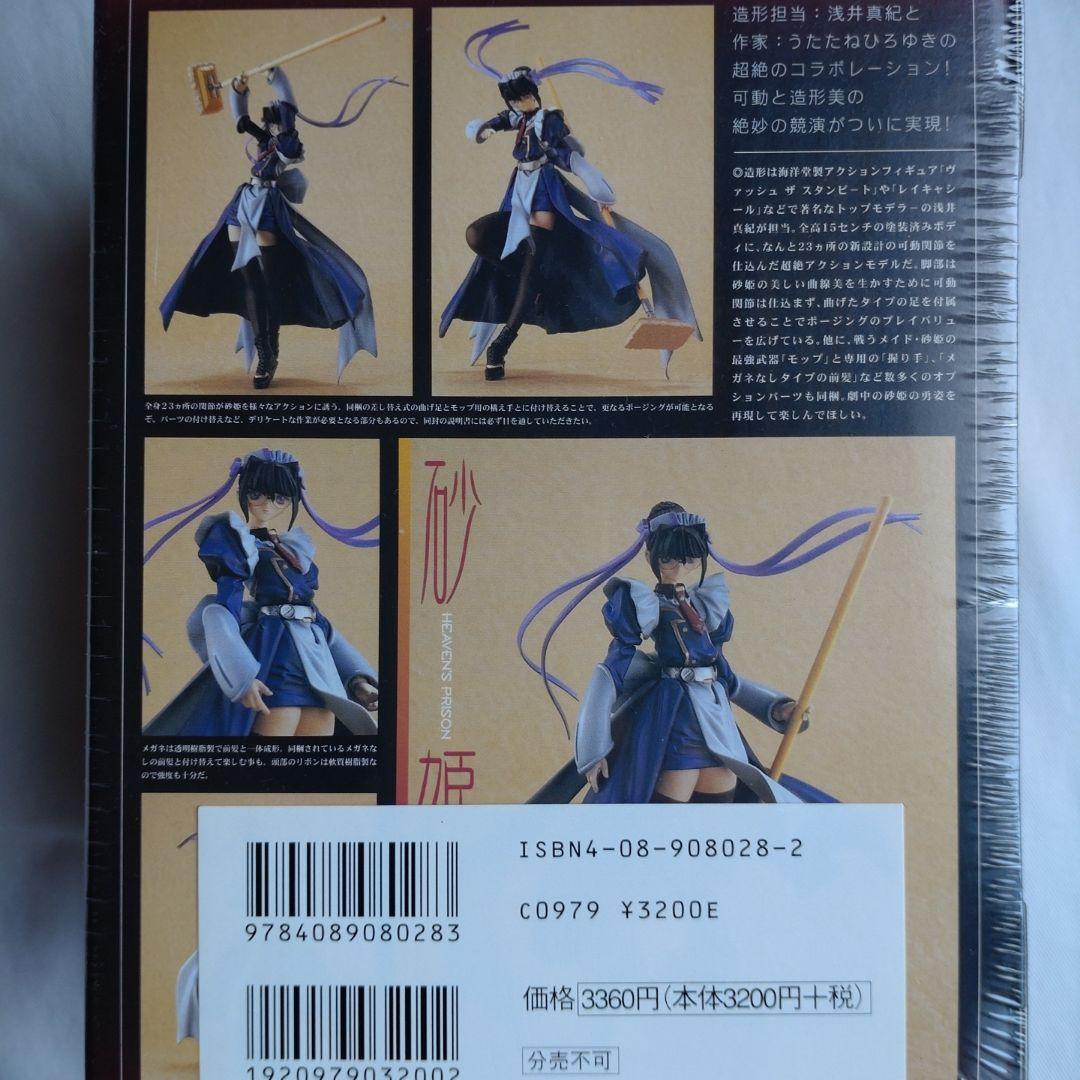 造形担当：浅井真紀と
作家：うたたねひろゆきの
超絶のコラボレーション！
可動と造形美の
絶妙の競演がついに実現！
◎造形は海洋堂製アクションフィギュア「ヴ
ァッシュ ザ スタンピート」や「レイキャシ
ール」などで著名なトップモデラーの浅井
真紀が担当。全高15センチの塗装済みボデ
ィに、なんと23ヵ所の新設計の可動関節を
仕込んだ超絶アクションモデルだ。脚部は
砂姫の美しい曲線美を生かすために可動
関節は仕込まず、曲げたタイプの足を付属
させることでポージングのプレイバリュ
ーを広げている。他に、戦うメイド・砂姫の
最強武器「モップ」と専用の「握り手」、「メ
ガネなしタイプの前髪」など数多くのオプ
ションパーツも同梱。劇中の砂姫の勇姿を
再現して楽しんでほしい。
全身23ヵ所の関節が砂姫を様々なアクションに誘う。同梱の差し替え式の曲げ足とモップ用の構え手とに付け替えることで、更なるポージングが可能となる
ぞ。パーツの付け替えなど、デリケートな作業が必要となる部分もあるので、同封の説明書には必ず目を通していただきたい。
砂
HEAVEN'S PRISON
姫
メガネは透明樹脂製で前髪と一体成形。同梱されているメガネな
しの前髪と付け替えて楽しむ事も。頭部のリボンは軟質樹脂製な
ので強度も十分だ。
ISBN4-08-908028-2
C0979 ¥3200E
9784089080283
価格 3360円(本体3200円+税)
分売不可
1920979032002